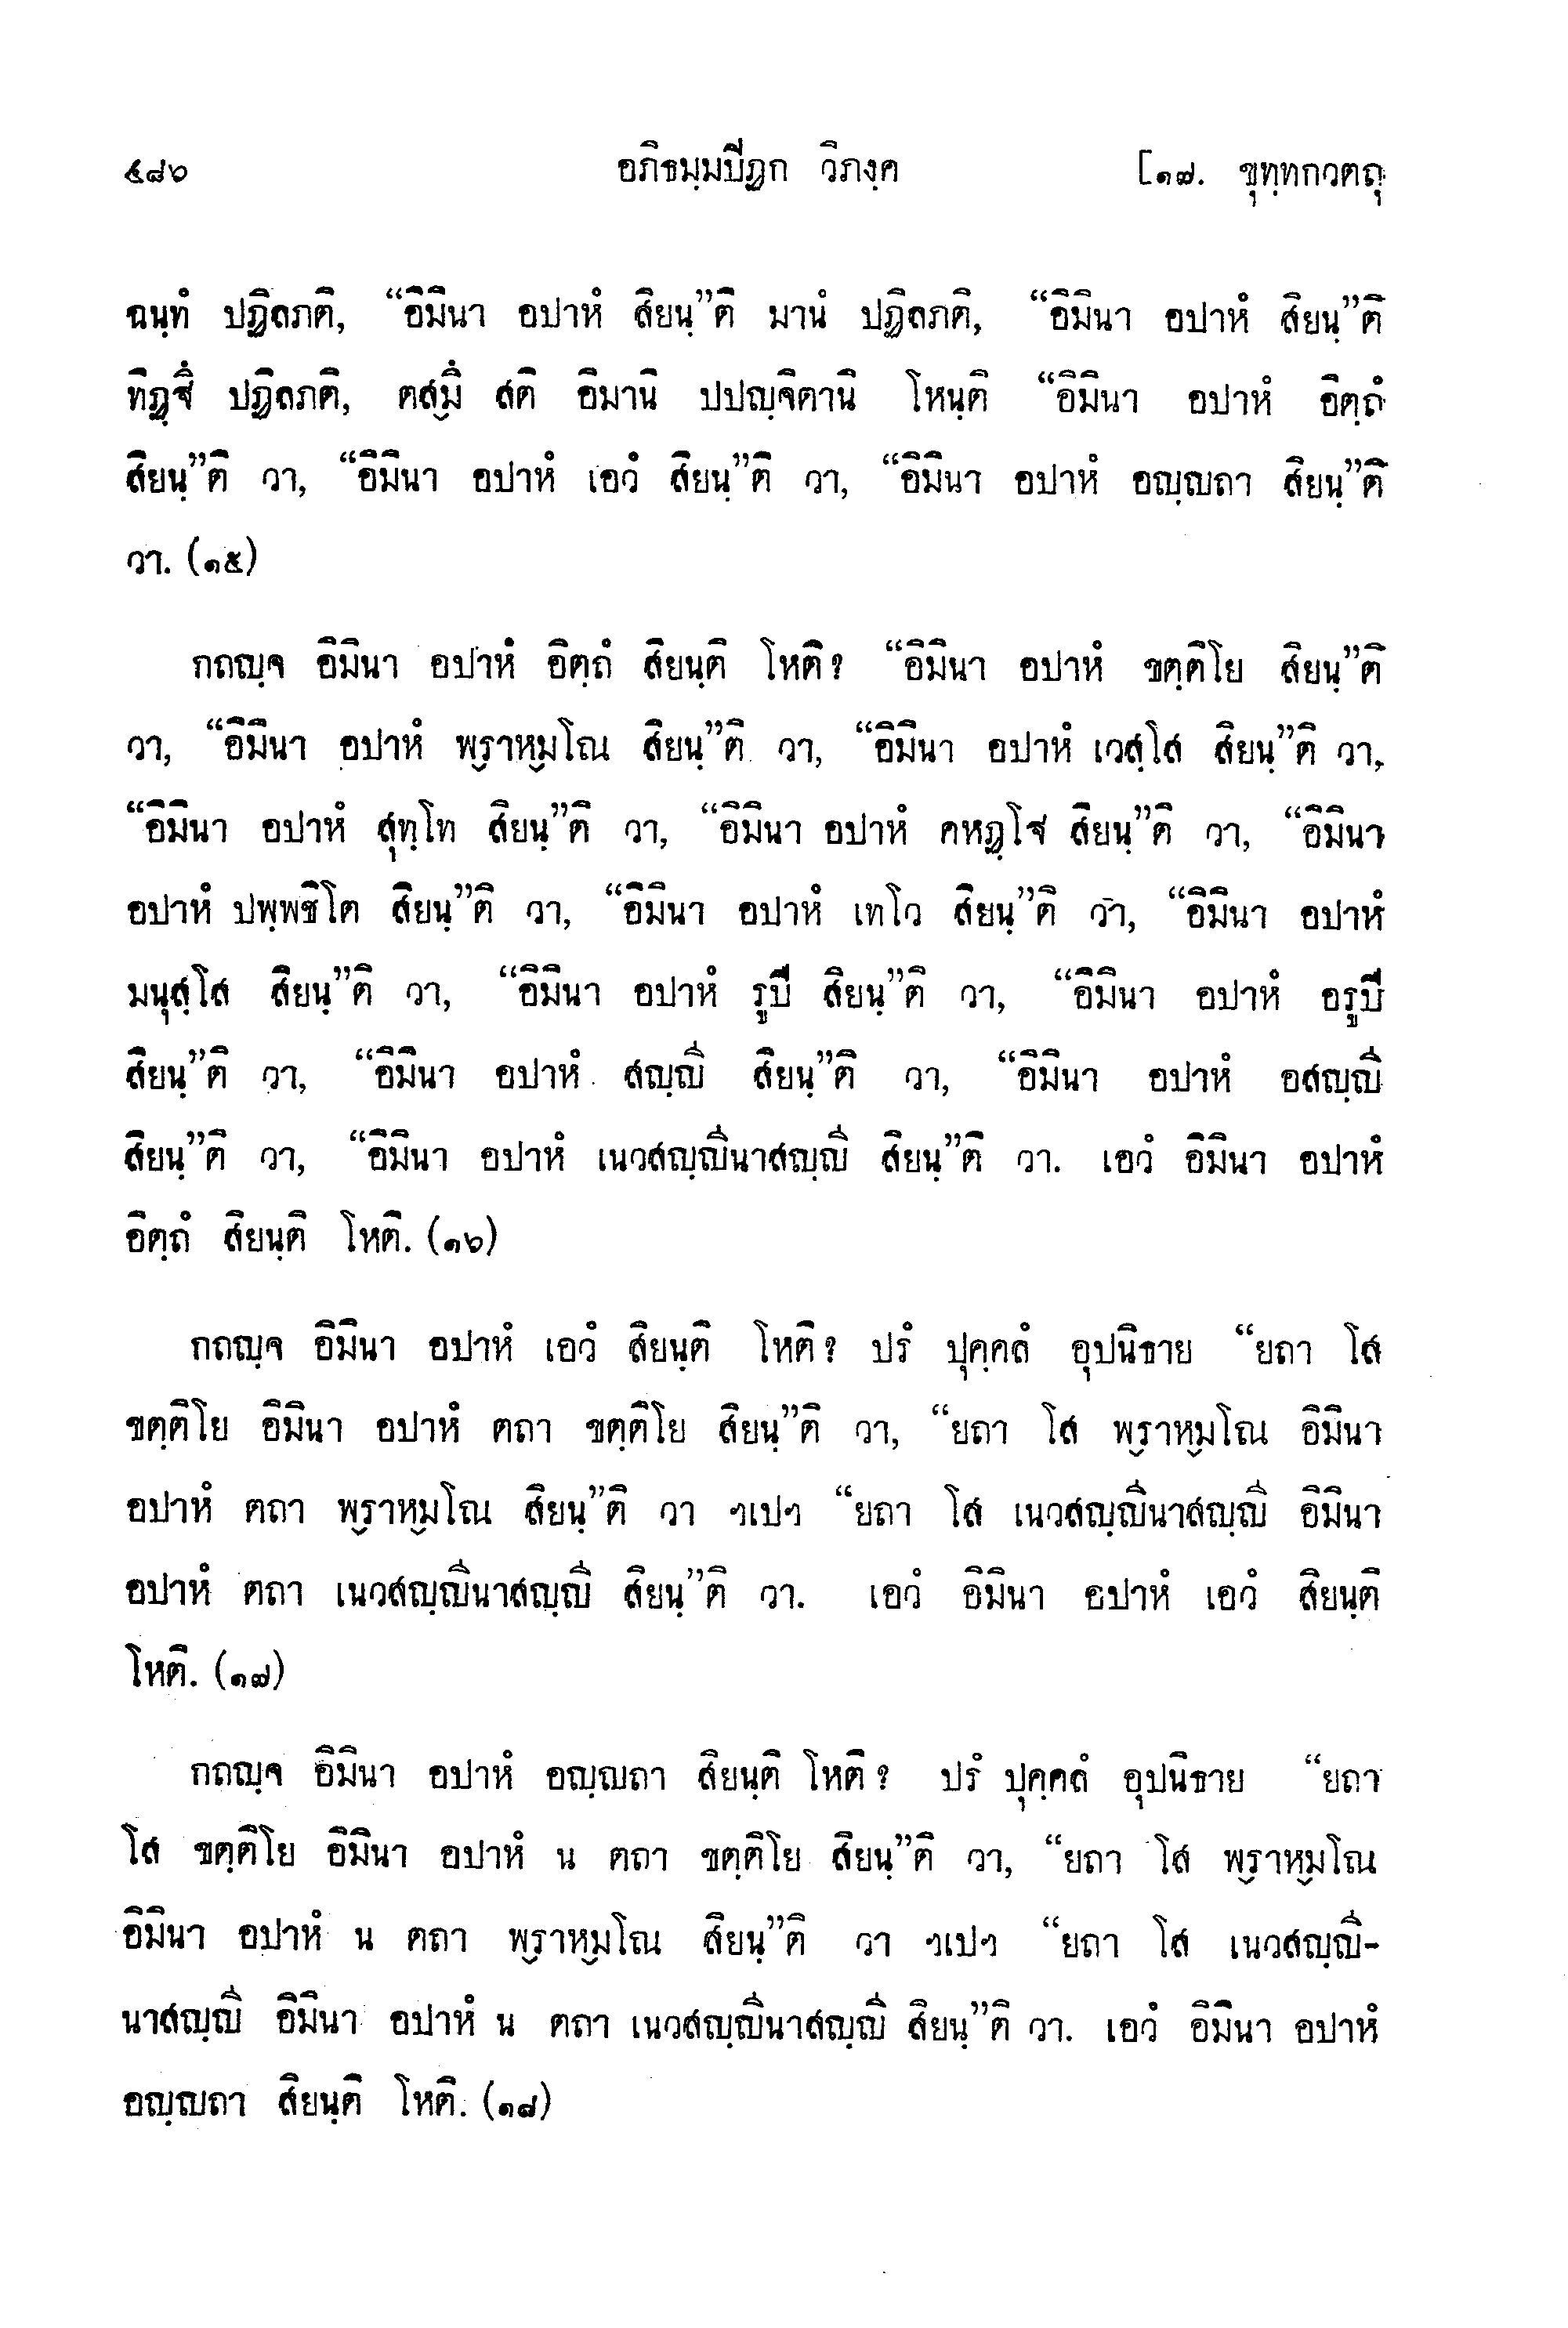 ๕๘๖ อภิธมฺมปีฏก วิภงฺค [๑๗. ขุทฺทกวตฺถุ
ฉนฺทํ ปฏิลภติ, “อิมินา อปาหํ สิยนฺ”ติ มานํ ปฏิลภติ, “อิมินา อปาหํ สิยนฺ”ติ
ทิฏฺฐึ ปฏิลภติ, ตสฺมึ สติ อิมานิ ปปญฺจิตานิ โหนฺติ “อิมินา อปาหํ อิตฺถํ
สิยนฺ”ติ วา, “อิมินา อปาหํ เอวํ สิยนฺ”ติ วา, “อิมินา อปาหํ อญฺญถา สิยนฺ”ติ
วา. (๑๕)
กถญฺจ อิมินา อปาหํ อิตฺถํ สิยนฺติ โหติ? “อิมินา อปาหํ ขตฺติโย สิยนฺ”ติ
วา, “อิมินา อปาหํ พฺราหฺมโณ สิยนฺ”ติ วา, “อิมินา อปาหํ เวสฺโส สิยนฺ”ติ วา,
“อิมินา อปาหํ สุทฺโท สิยนฺ”ติ วา, “อิมินา อปาหํ คหฏฺโฐ สิยนฺ”ติ วา, “อิมินา
อปาหํ ปพฺพชิโต สิยนฺ”ติ วา, “อิมินา อปาหํ เทโว สิยนฺ”ติ วา, “อิมินา อปาหํ
มนุสฺโส สิยนฺ”ติ วา, “อิมินา อปาหํ รูปี สิยนฺ”ติ วา, “อิมินา อปาหํ อรูปี
สิยนฺ”ติ วา, “อิมินา อปาหํ สญฺญี สิยนฺ”ติ วา, “อิมินา อปาหํ อสญฺญี
สิยนฺ”ติ วา, “อิมินา อปาหํ เนวสญฺญีนาสญฺญี สิยนฺ”ติ วา. เอวํ อิมินา อปาหํ
อิตฺถํ สิยนฺติ โหติ. (๑๖)
กถญฺจ อิมินา อปาหํ เอวํ สิยนฺติ โหติ? ปรํ ปุคฺคลํ อุปนิธาย “ยถา โส
ขตฺติโย อิมินา อปาหํ ตถา ขตฺติโย สิยนฺ”ติ วา, “ยถา โส พฺราหฺมโณ อิมินา
อปาหํ ตถา พฺราหฺมโณ สิยนฺ”ติ วา ฯเปฯ “ยถา โส เนวสญฺญีนาสญฺญี อิมินา
อปาหํ ตถา เนวสญฺญีนาสญฺญี สิยนฺ”ติ วา. เอวํ อิมินา อปาหํ เอวํ สิยนฺติ
โหติ. (๑๗)
กถญฺจ อิมินา อปาหํ อญฺญถา สิยนฺติ โหติ? ปรํ ปุคฺคลํ อุปนิธาย “ยถา
โส ขตฺติโย อิมินา อปาหํ น ตถา ขตฺติโย สิยนฺ”ติ วา, “ยถา โส พฺราหฺมโณ
อิมินา อปาหํ น ตถา พฺราหฺมโณ สิยนฺ”ติ วา ฯเปฯ “ยถา โส เนวสญฺญี-
นาสญฺญี อิมินา อปาหํ น ตถา เนวสญฺญีนาสญฺญี สิยนฺ”ติ วา. เอวํ อิมินา อปาหํ
อญฺญถา สิยนฺติ โหติ. (๑๘)